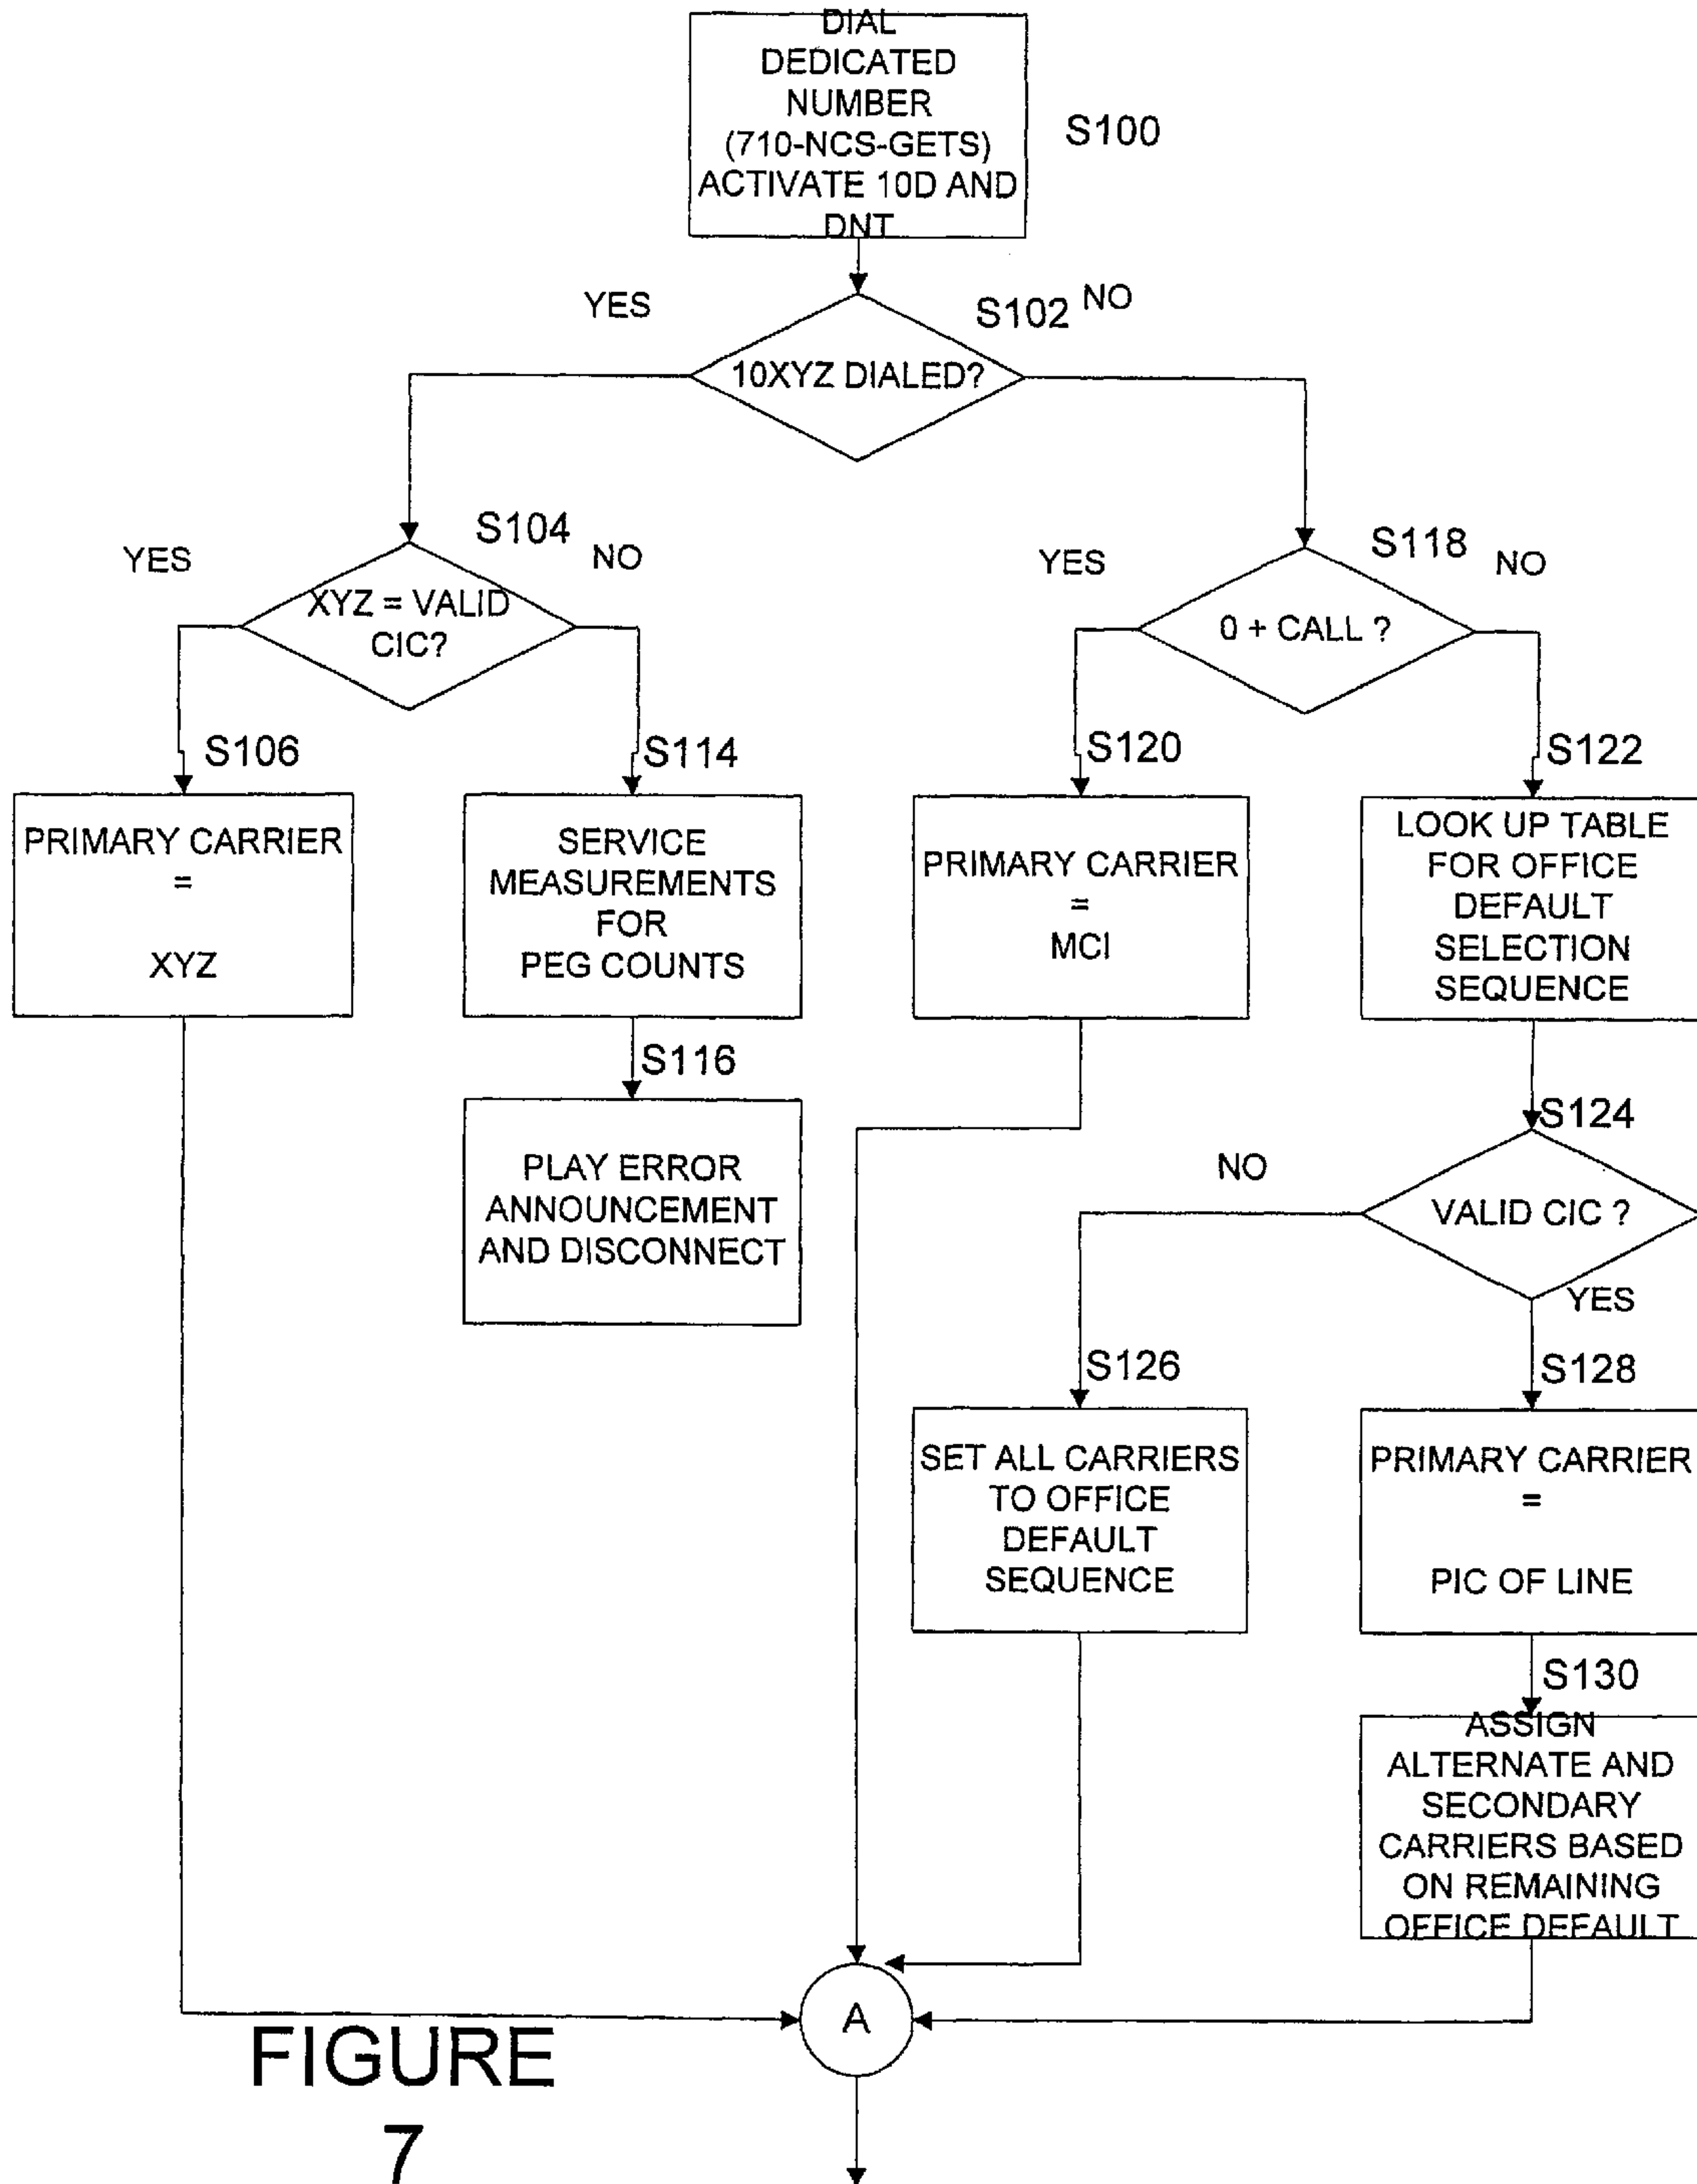 DIAL
DEDICATED
NUMBER
(710-NCS-GETS)
ACTIVATE 10D AND
DNT
S100
YES
S102
NO
10XYZ DIALED?
YES
S104
NO
XYZ = VALID
CIC?
YES
S118
NO
0 + CALL ?
S106
PRIMARY CARRIER
=
XYZ
S114
SERVICE
MEASUREMENTS
FOR
PEG COUNTS
S120
PRIMARY CARRIER
=
MCI
S122
LOOK UP TABLE
FOR OFFICE
DEFAULT
SELECTION
SEQUENCE
S116
PLAY ERROR
ANNOUNCEMENT
AND DISCONNECT
S124
NO
VALID CIC ?
YES
S126
SET ALL CARRIERS
TO OFFICE
DEFAULT
SEQUENCE
S128
PRIMARY CARRIER
=
PIC OF LINE
S130
ASSIGN
ALTERNATE AND
SECONDARY
CARRIERS BASED
ON REMAINING
OFFICE DEFAULT
A
FIGURE
7